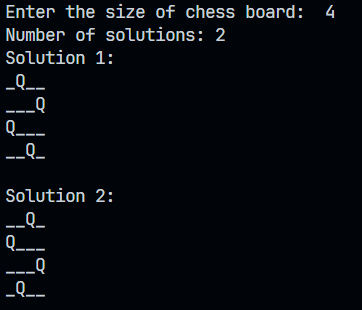 Enter the size of chess board:  4
Number of solutions: 2
Solution 1:
_Q__
___Q
Q___
__Q_

Solution 2:
__Q_
Q___
___Q
_Q__